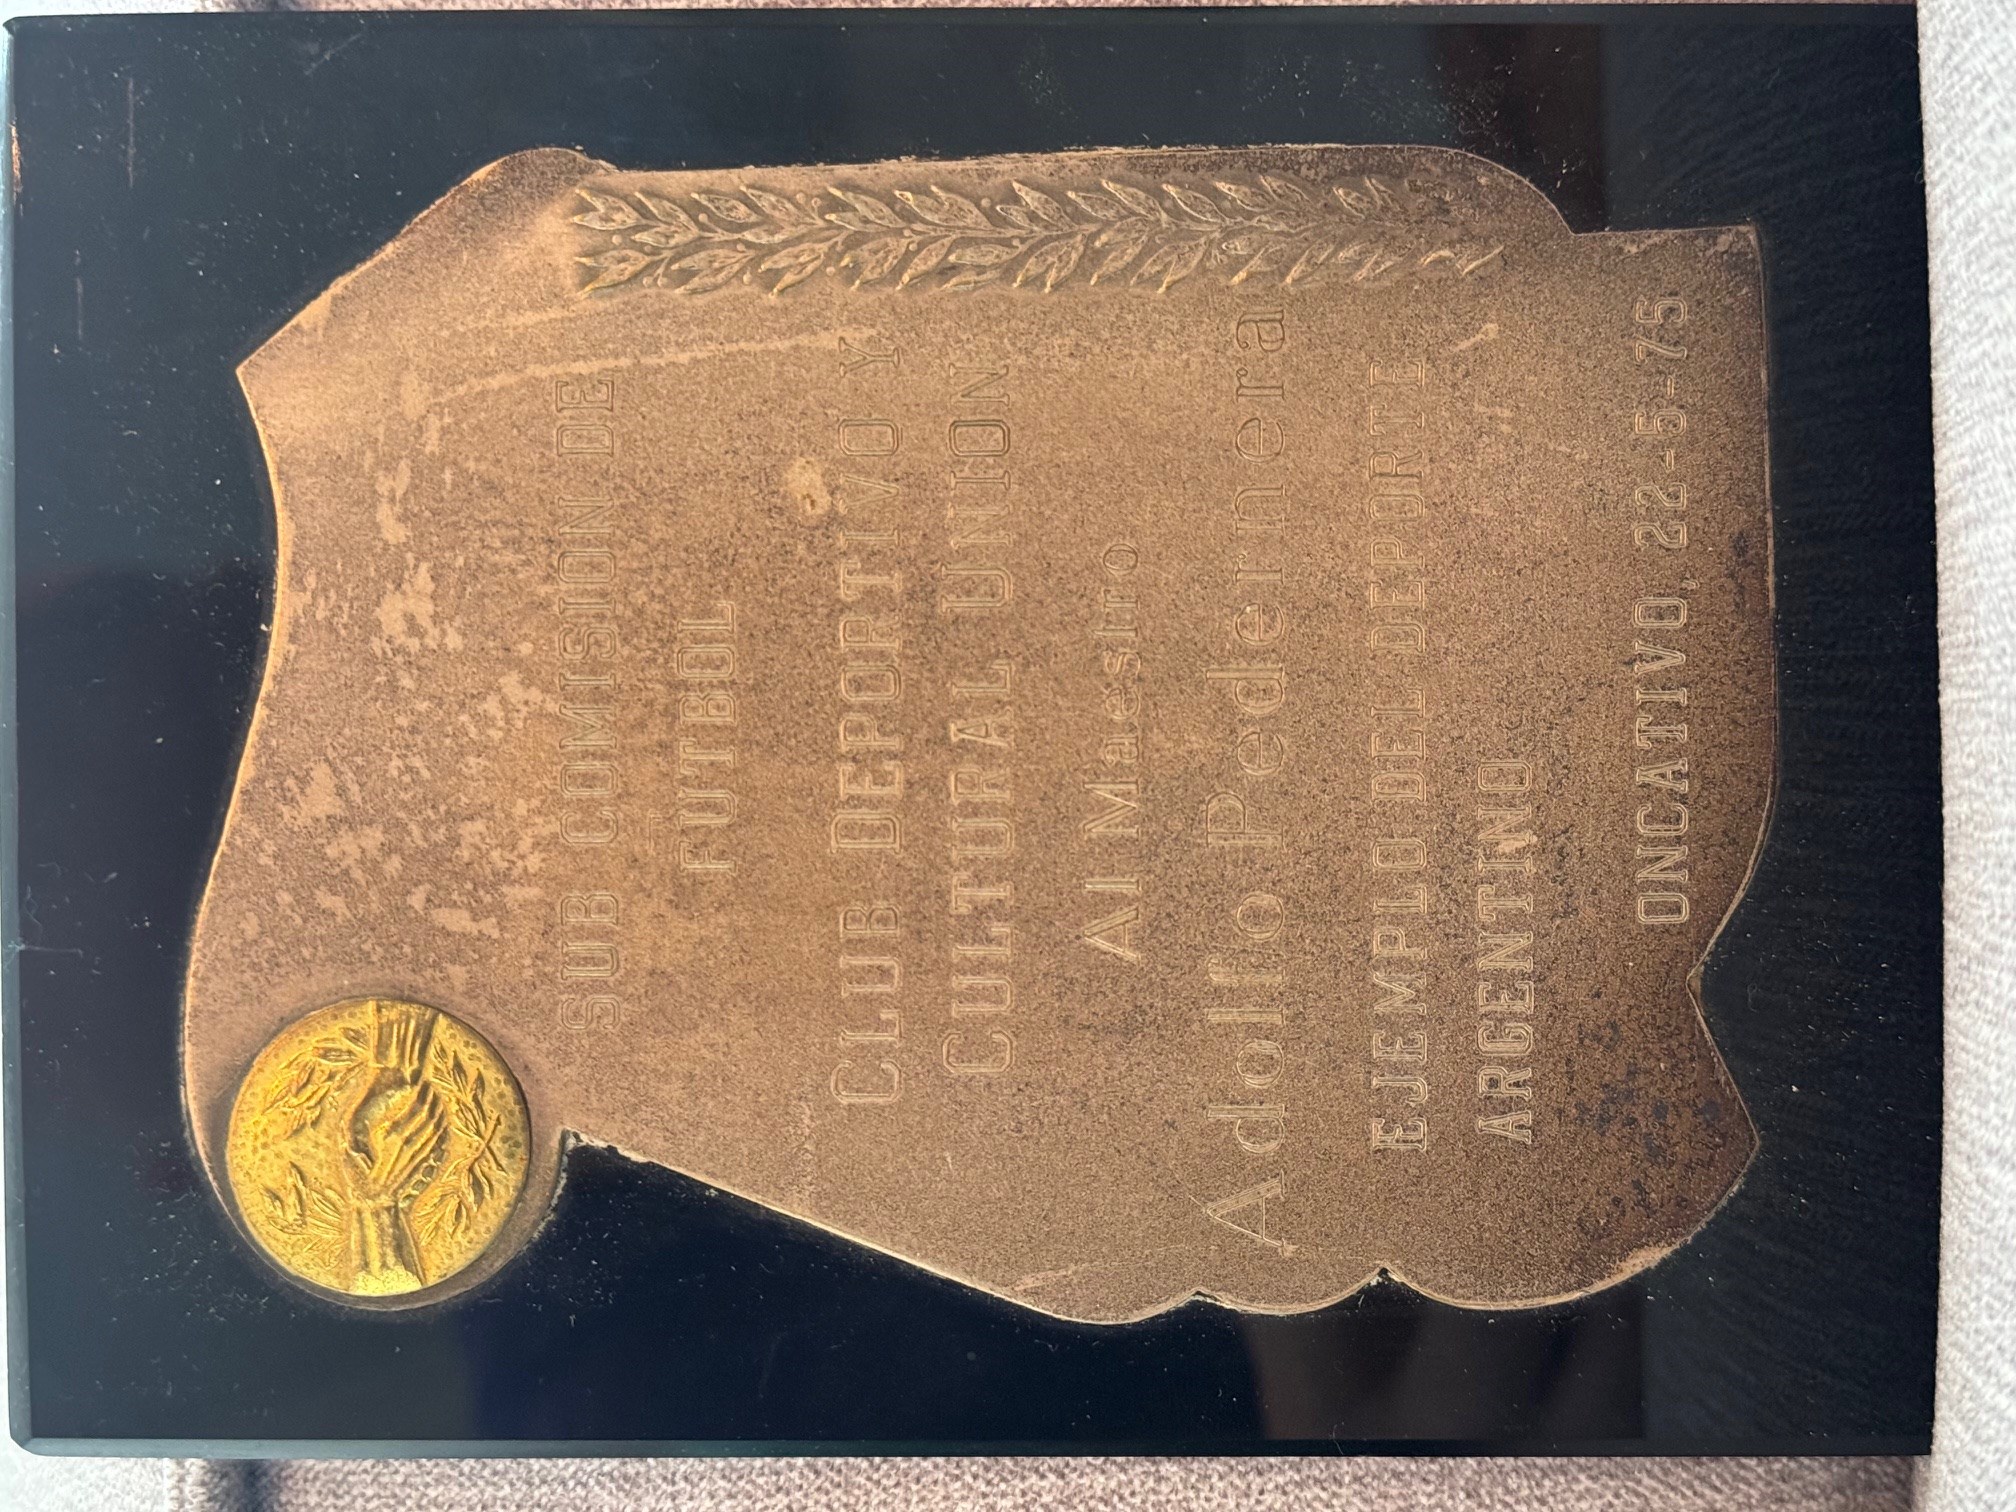 SUB COMISION DE
FUTBOL
CLUB DEPORTIVO Y
CULTURAL UNION
Al Maestro
Adolfo Pedernera
EJEMPLO DEL DEPORTE
ARGENTINO
ONCATIVO, 22-5-75